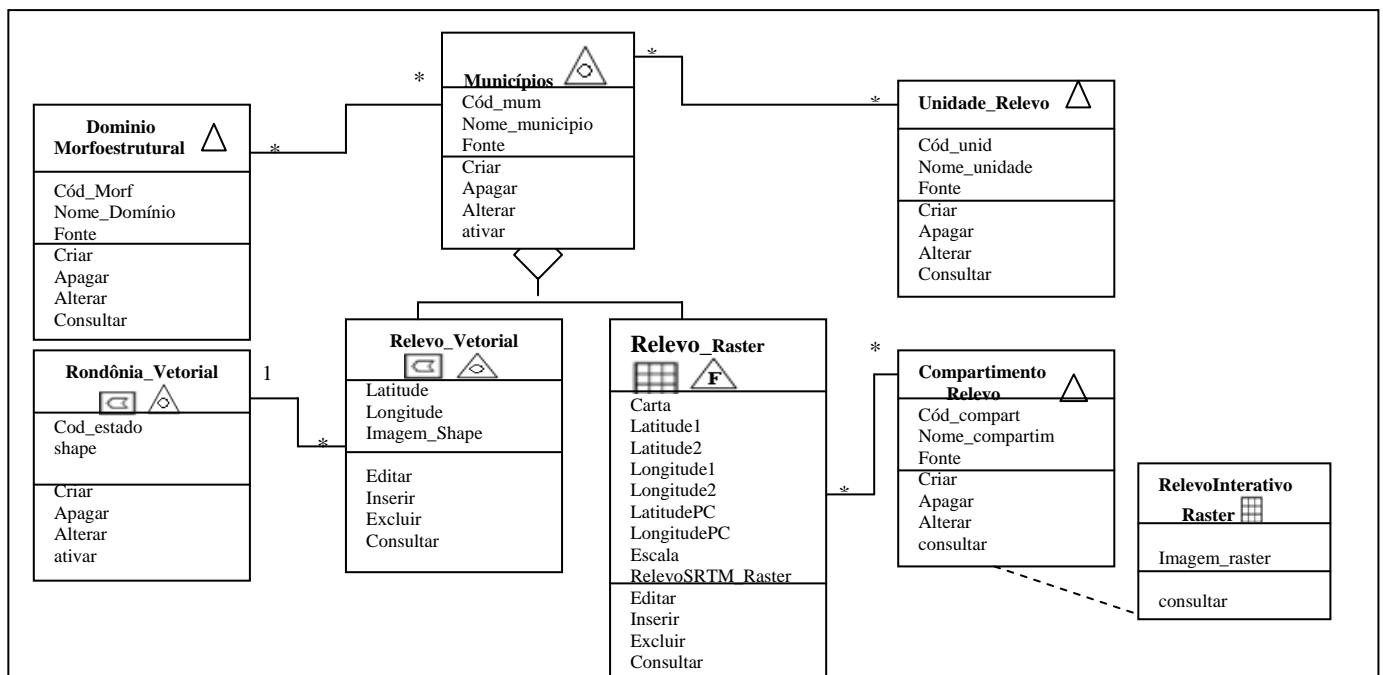 *
Municípios
Cód_mum
Nome_municipio
Fonte
Criar
Apagar
Alterar
ativar
*
*
Unidade_Relevo
Cód_unid
Nome_unidade
Fonte
Criar
Apagar
Alterar
Consultar
Dominio
Morfoestrutural
*
Cód_Morf
Nome_Domínio
Fonte
Criar
Apagar
Alterar
Consultar
Rondônia_Vetorial
1
Cod_estado
shape
Criar
Apagar
Alterar
ativar
Relevo_Vetorial
Latitude
Longitude
Imagem_Shape
*
Editar
Inserir
Excluir
Consultar
Relevo_Raster
F
Carta
Latitude1
Latitude2
Longitude1
Longitude2
LatitudePC
LongitudePC
Escala
RelevoSRTM_Raster
Editar
Inserir
Excluir
Consultar
*
*
Compartimento
Relevo
Cód_compart
Nome_compartim
Fonte
Criar
Apagar
Alterar
consultar
RelevoInterativo
Raster
Imagem_raster
consultar